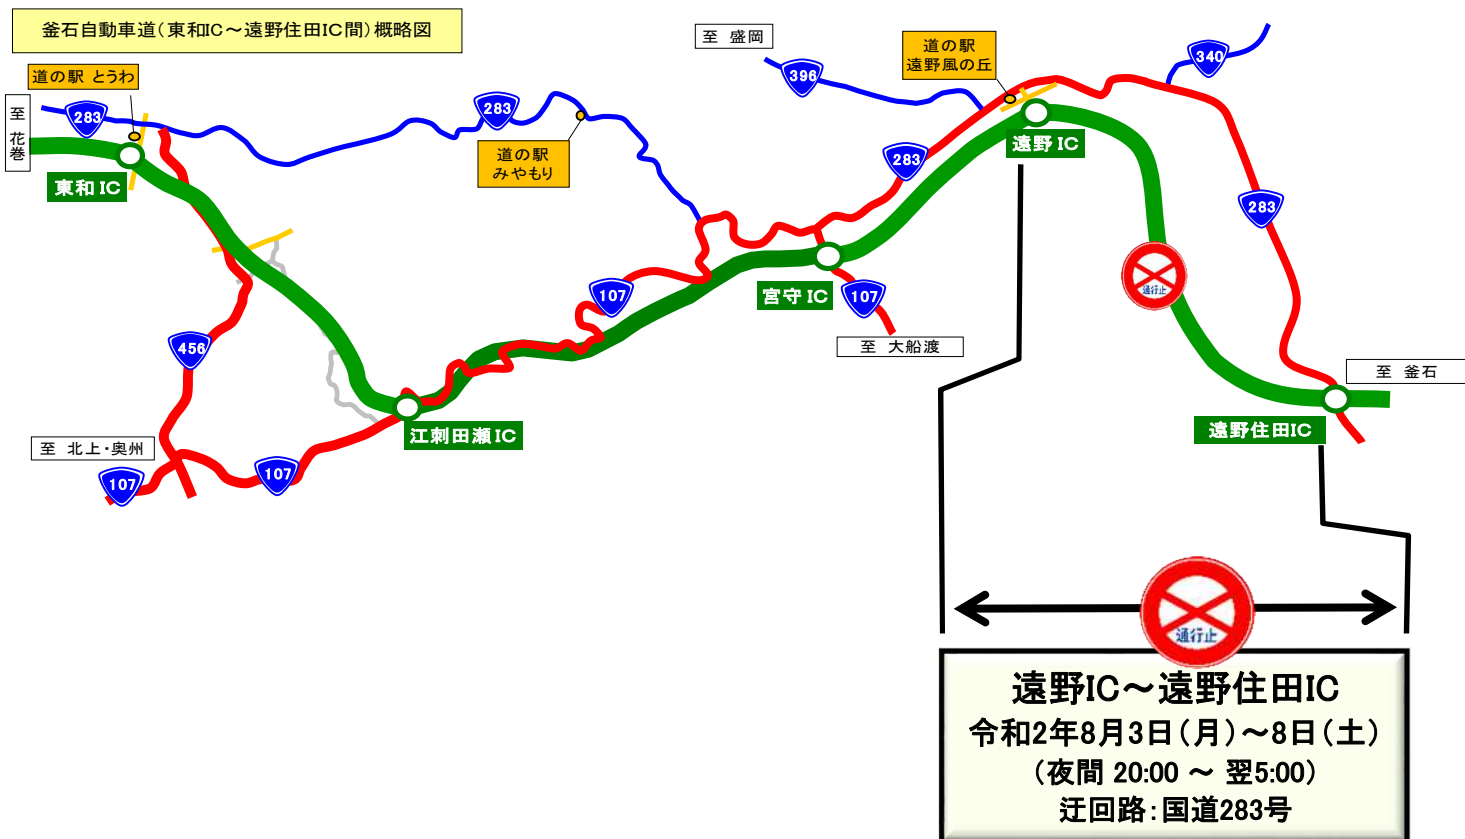 釜石自動車道(東和IC～遠野住田IC間)概略図
至 盛岡
道の駅
遠野風の丘
340
396
道の駅 とうわ
至 花巻
283
283
道の駅
みやもり
東和 IC
遠野 IC
283
283
通行止
107
宮守 IC
107
至 大船渡
456
至 釜石
江刺田瀬 IC
遠野住田IC
至 北上・奥州
107
107
通行止
遠野IC～遠野住田IC
令和2年8月3日(月)～8日(土)
(夜間 20:00 ～ 翌5:00)
迂回路:国道283号